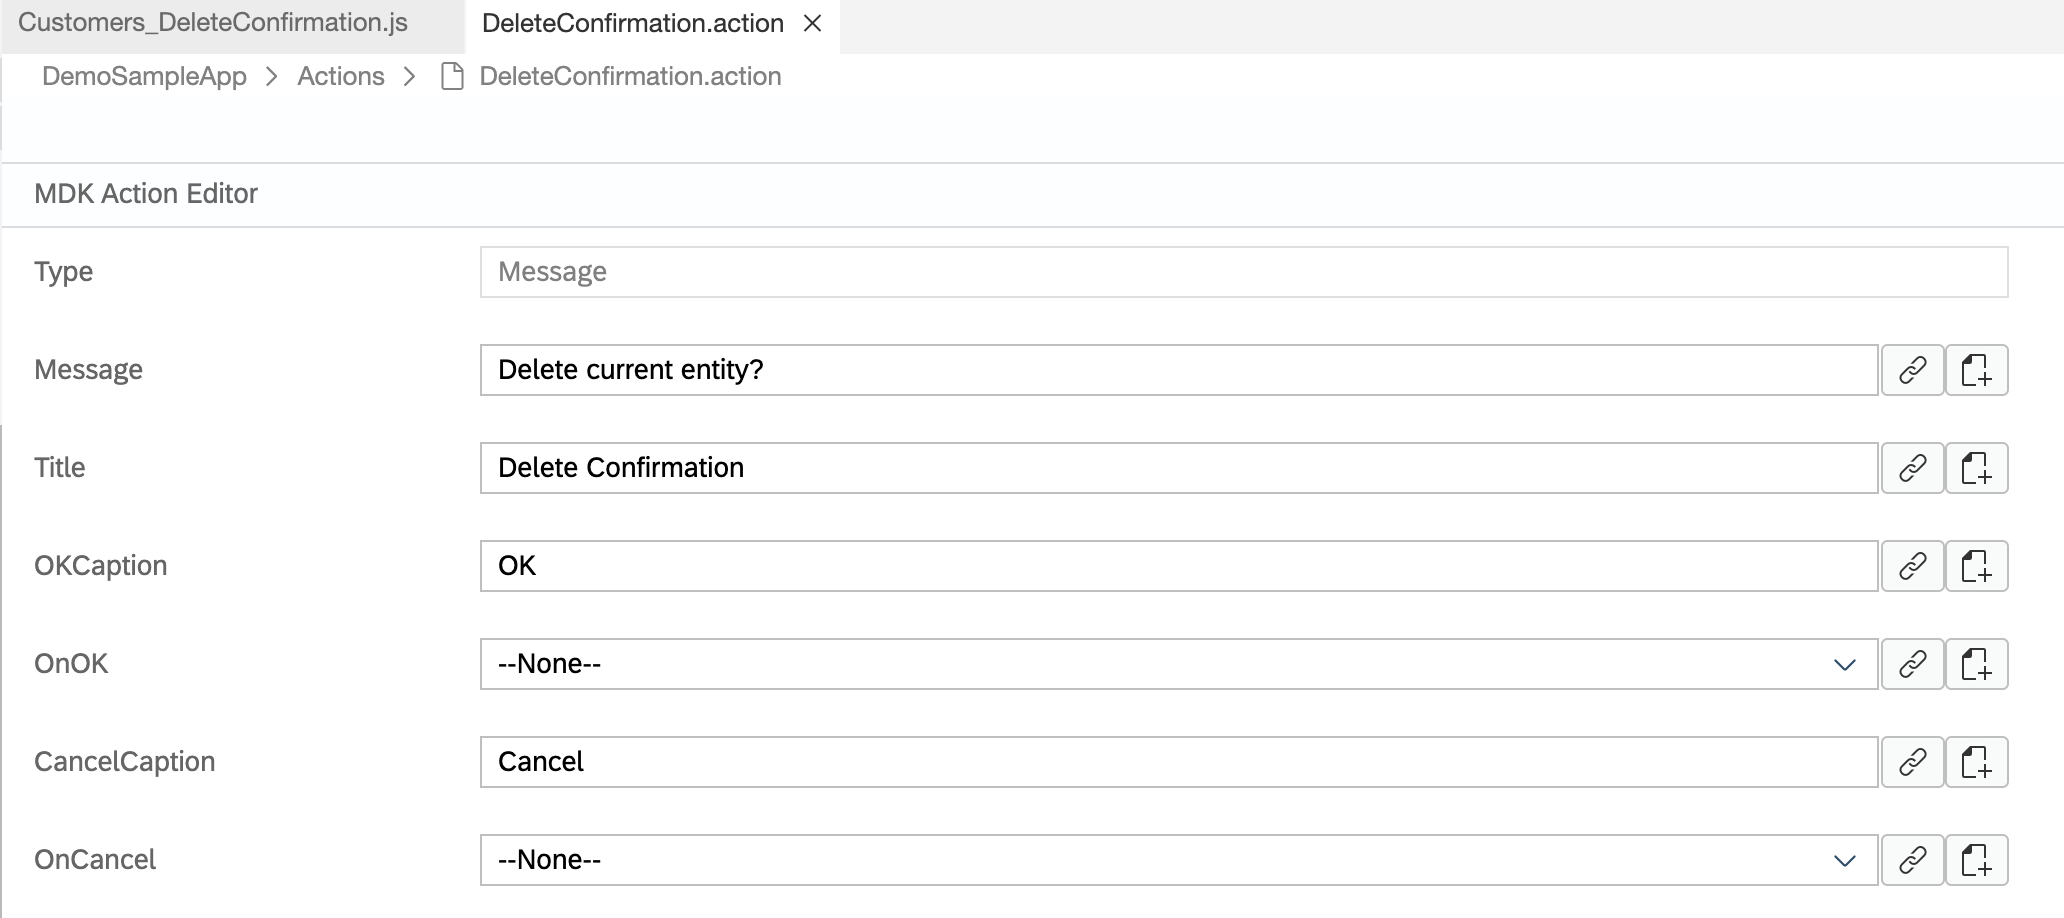 Customers_DeleteConfirmation.js DeleteConfirmation.action
DemoSampleApp Actions DeleteConfirmation.action
MDK Action Editor
Type Message
Message Delete current entity?
Title Delete Confirmation
OKCaption OK
OnOK --None--
CancelCaption Cancel
OnCancel --None--